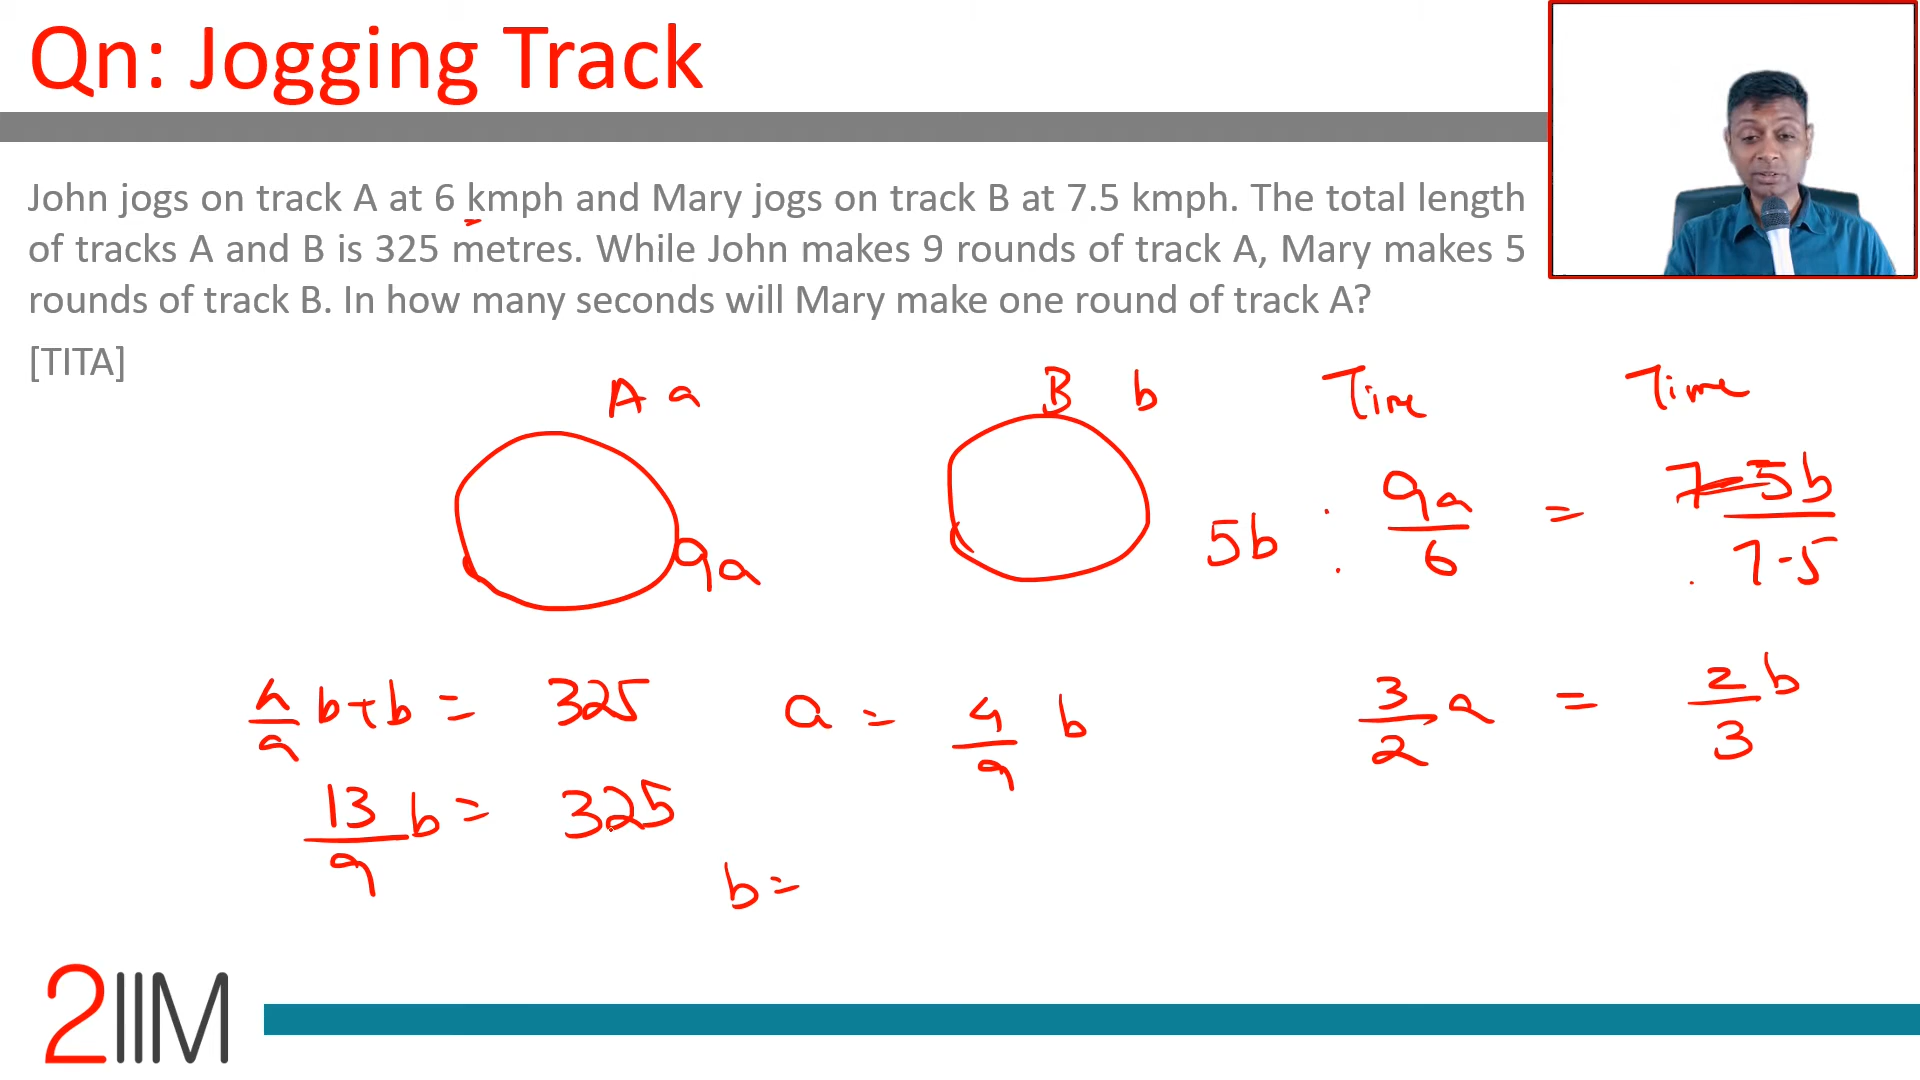 Qn: Jogging Track
John jogs on track A at 6 kmph and Mary jogs on track B at 7.5 kmph. The total length
of tracks A and B is 325 metres. While John makes 9 rounds of track A, Mary makes 5
rounds of track B. In how many seconds will Mary make one round of track A?
[TITA]
A a
B b
Time
Time
9a
5b : 9a/6 = 5b/7.5
4/9 b + b = 325
a = 4/9 b
3/2 a = 2/3 b
13/9 b = 325
b =
2IIM